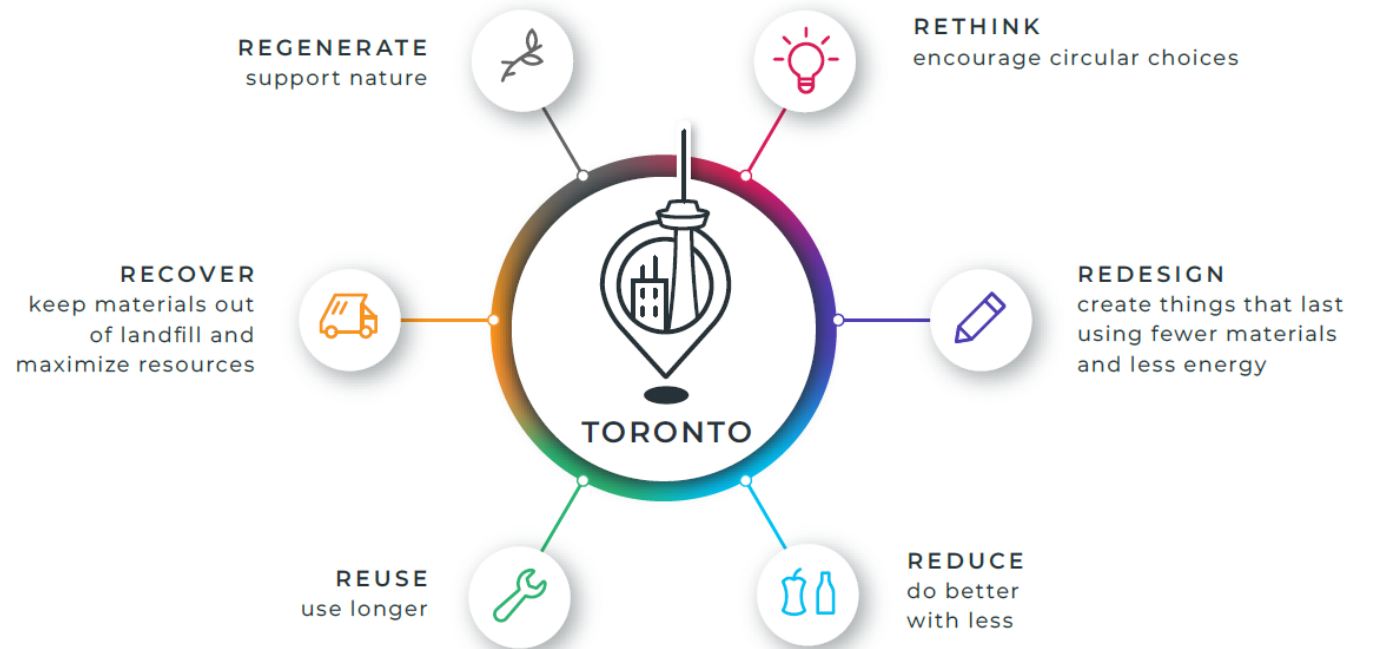 REGENERATE
support nature
RETHINK
encourage circular choices
RECOVER
keep materials out
of landfill and
maximize resources
REDESIGN
create things that last
using fewer materials
and less energy
TORONTO
REUSE
use longer
REDUCE
do better
with less